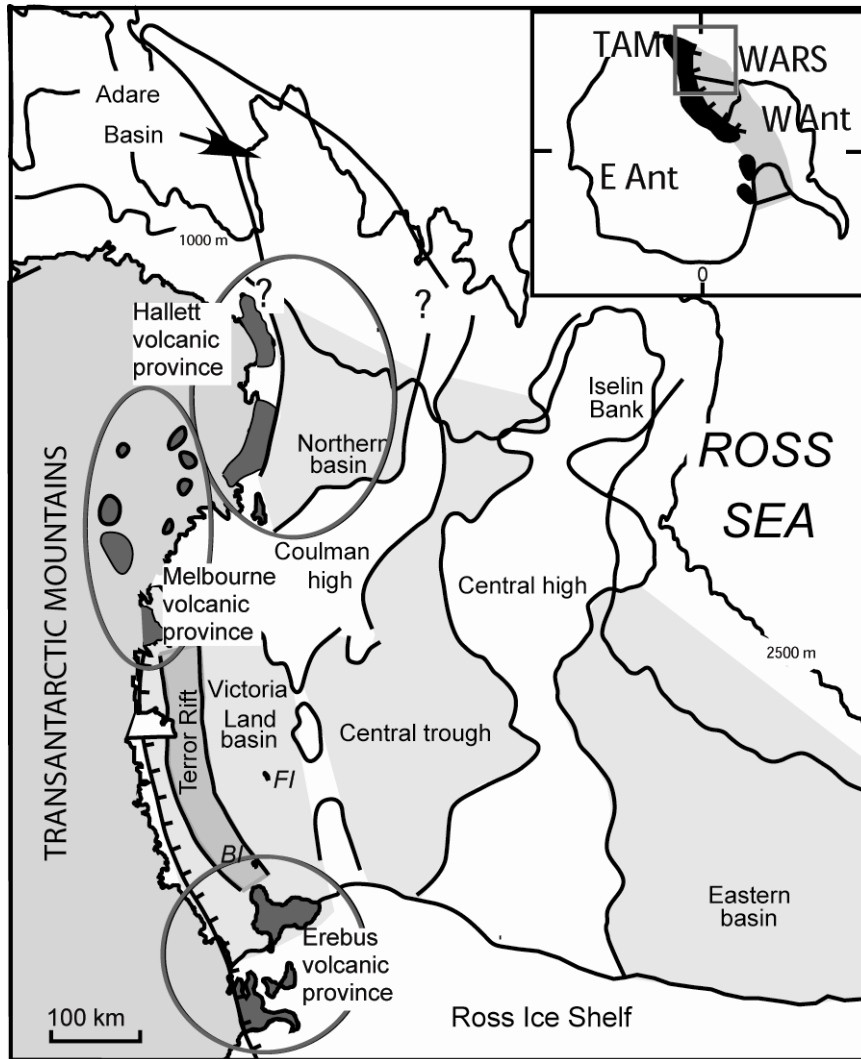 Adare
Basin
1000 m
TAM
WARS
W Ant
E Ant
0
?
?
Hallett
volcanic
province
Northern
basin
Iselin
Bank
ROSS
SEA
TRANSANTARCTIC MOUNTAINS
Coulman
high
Central high
Melbourne
volcanic
province
2500 m
Terror Rift
Victoria
Land
basin
Central trough
FI
BI
Eastern
basin
Erebus
volcanic
province
100 km
Ross Ice Shelf